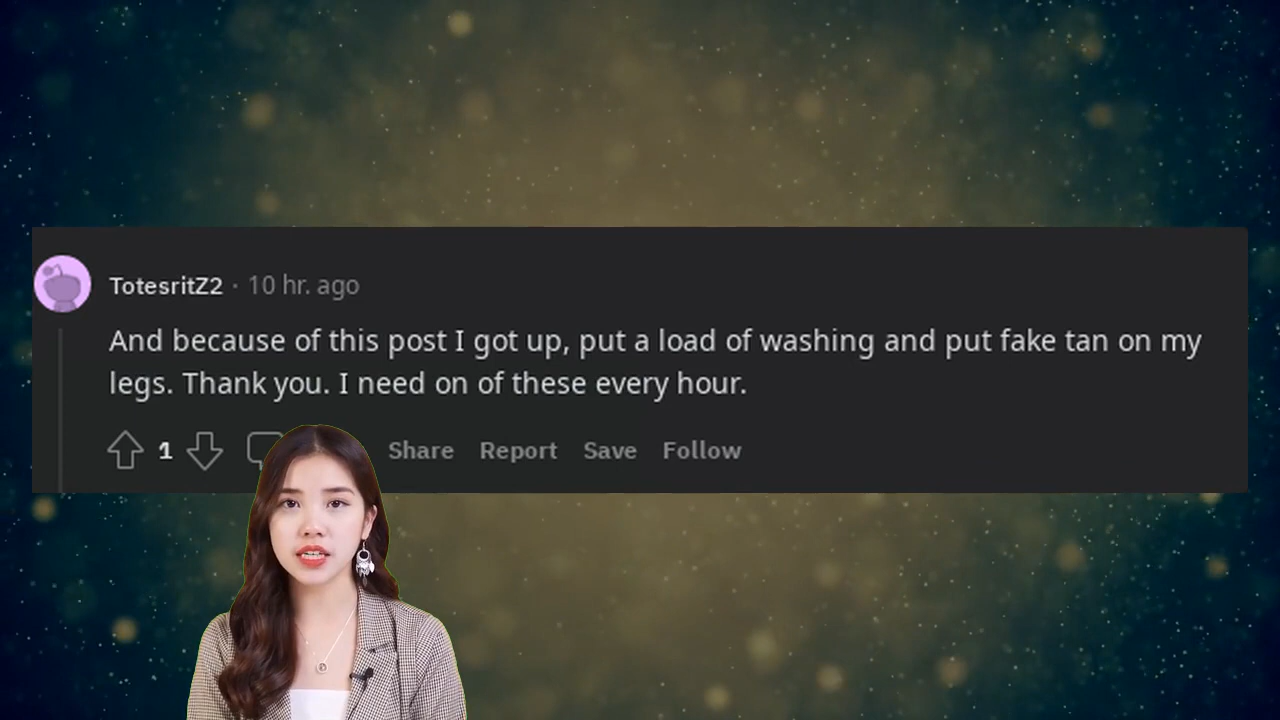 TotesritZ2 · 10 hr. ago
And because of this post I got up, put a load of washing and put fake tan on my
legs. Thank you. I need on of these every hour.
1 Share Report Save Follow